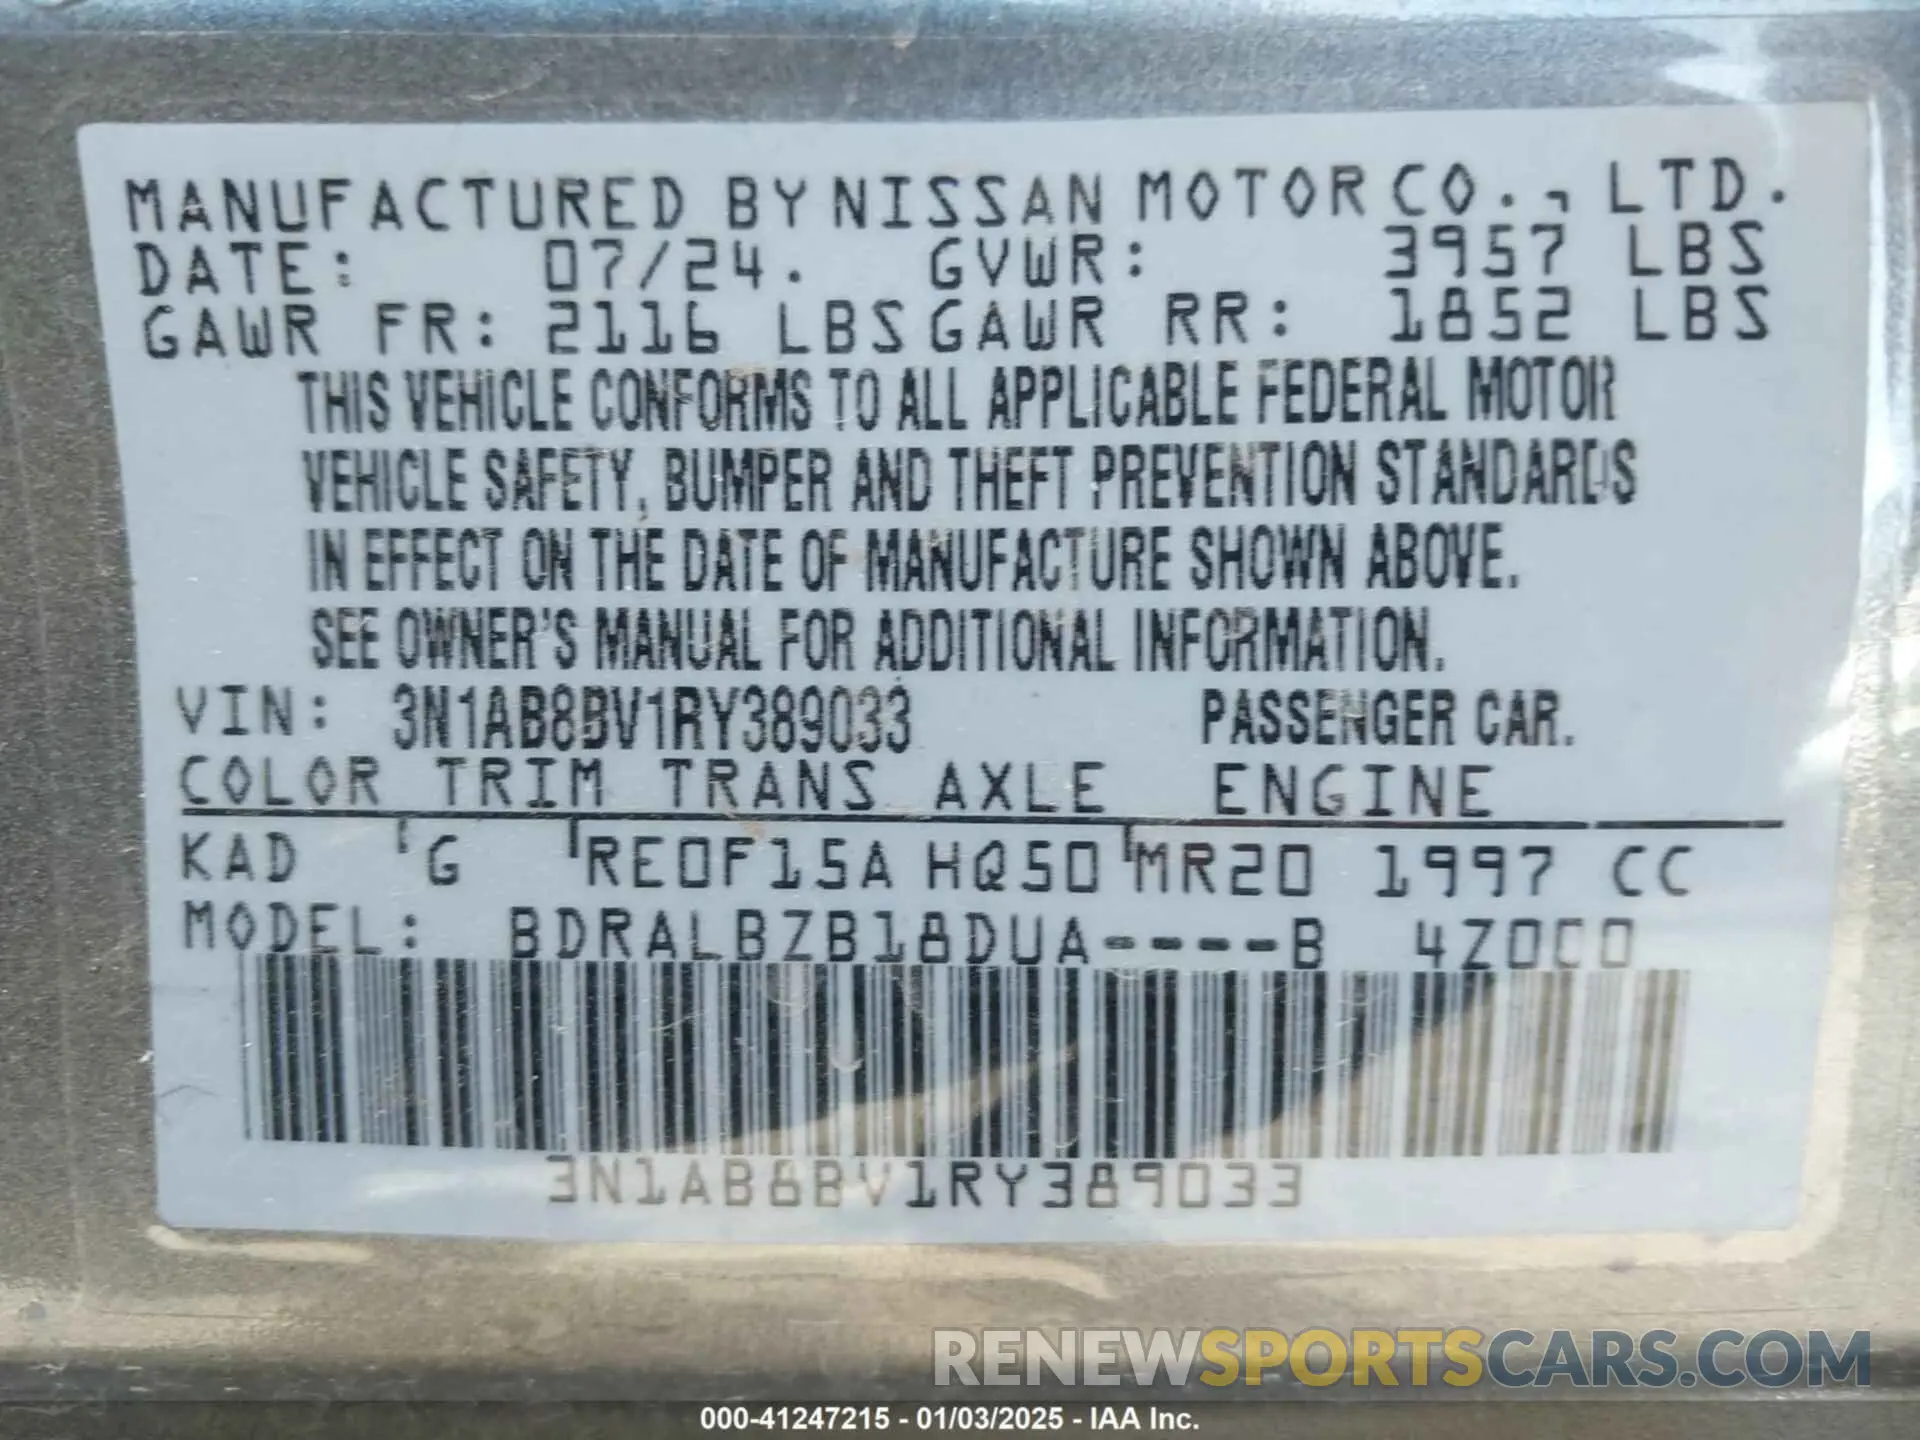 MANUFACTURED BY NISSAN MOTOR CO., LTD.
DATE: 07/24. GVWR: 3957 LBS
GAWR FR: 2116 LBS GAWR RR: 1852 LBS
THIS VEHICLE CONFORMS TO ALL APPLICABLE FEDERAL MOTOR
VEHICLE SAFETY, BUMPER AND THEFT PREVENTION STANDARDS
IN EFFECT ON THE DATE OF MANUFACTURE SHOWN ABOVE.
SEE OWNER'S MANUAL FOR ADDITIONAL INFORMATION.
VIN: 3N1AB8BV1RY389033 PASSENGER CAR.
COLOR TRIM TRANS AXLE ENGINE
KAD G RE0F15A HQ50 MR20 1997 CC
MODEL: BDRALBZB18DUA----B 4Z0C0
3N1AB8BV1RY389033
RENEWSPORTSCARS.COM
000-41247215 - 01/03/2025 - IAA Inc.